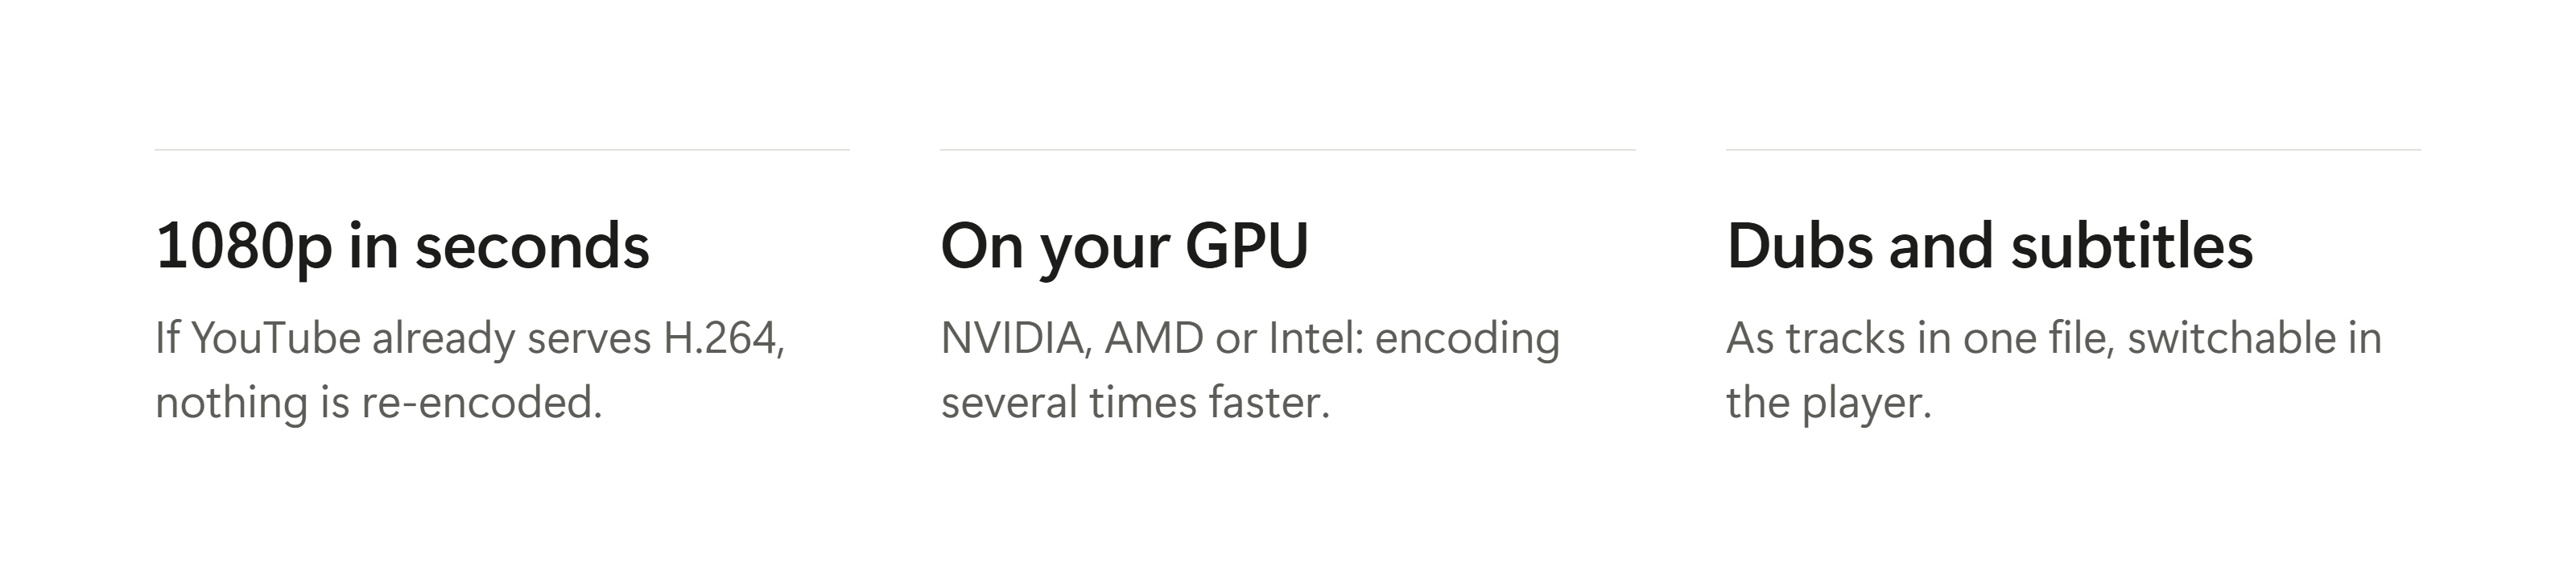 1080p in seconds
If YouTube already serves H.264,
nothing is re-encoded.
On your GPU
NVIDIA, AMD or Intel: encoding
several times faster.
Dubs and subtitles
As tracks in one file, switchable in
the player.